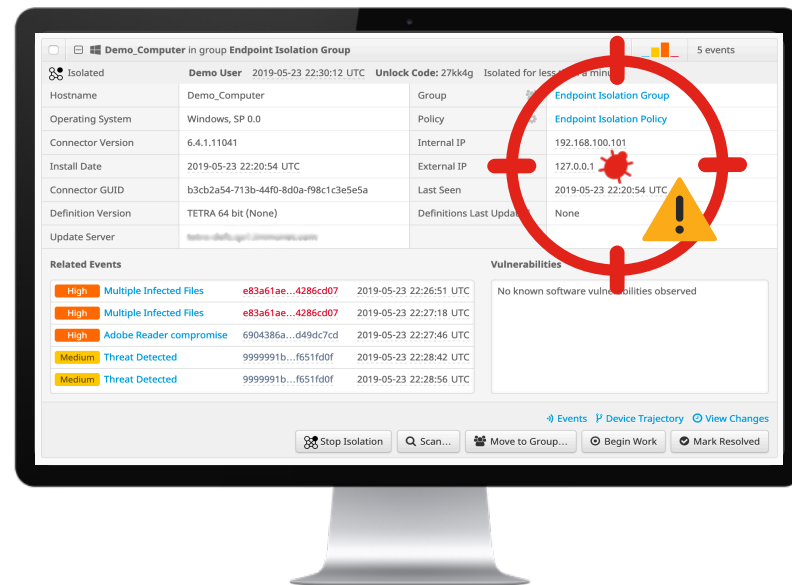 Demo_Computer in group Endpoint Isolation Group 5 events
Isolated Demo User 2019-05-23 22:30:12 UTC Unlock Code: 27kk4g Isolated for less a minu
Hostname Demo_Computer Group Endpoint Isolation Group
Operating System Windows, SP 0.0 Policy Endpoint Isolation Policy
Connector Version 6.4.1.11041 Internal IP 192.168.100.101
Install Date 2019-05-23 22:20:54 UTC External IP 127.0.0.1
Connector GUID b3cb2a54-713b-44f0-8d0a-f98c1c3e5e5a Last Seen 2019-05-23 22:20:54 UTC
Definition Version TETRA 64 bit (None) Definitions Last Updated None
Update Server
Related Events Vulnerabilities
High Multiple Infected Files e83a61ae...4286cd07 2019-05-23 22:26:51 UTC No known software vulnerabilities observed
High Multiple Infected Files e83a61ae...4286cd07 2019-05-23 22:27:18 UTC
High Adobe Reader compromise 6904386a...d49dc7cd 2019-05-23 22:27:46 UTC
Medium Threat Detected 9999991b...f651fd0f 2019-05-23 22:28:42 UTC
Medium Threat Detected 9999991b...f651fd0f 2019-05-23 22:28:56 UTC
Events Device Trajectory View Changes
Stop Isolation Scan... Move to Group... Begin Work Mark Resolved